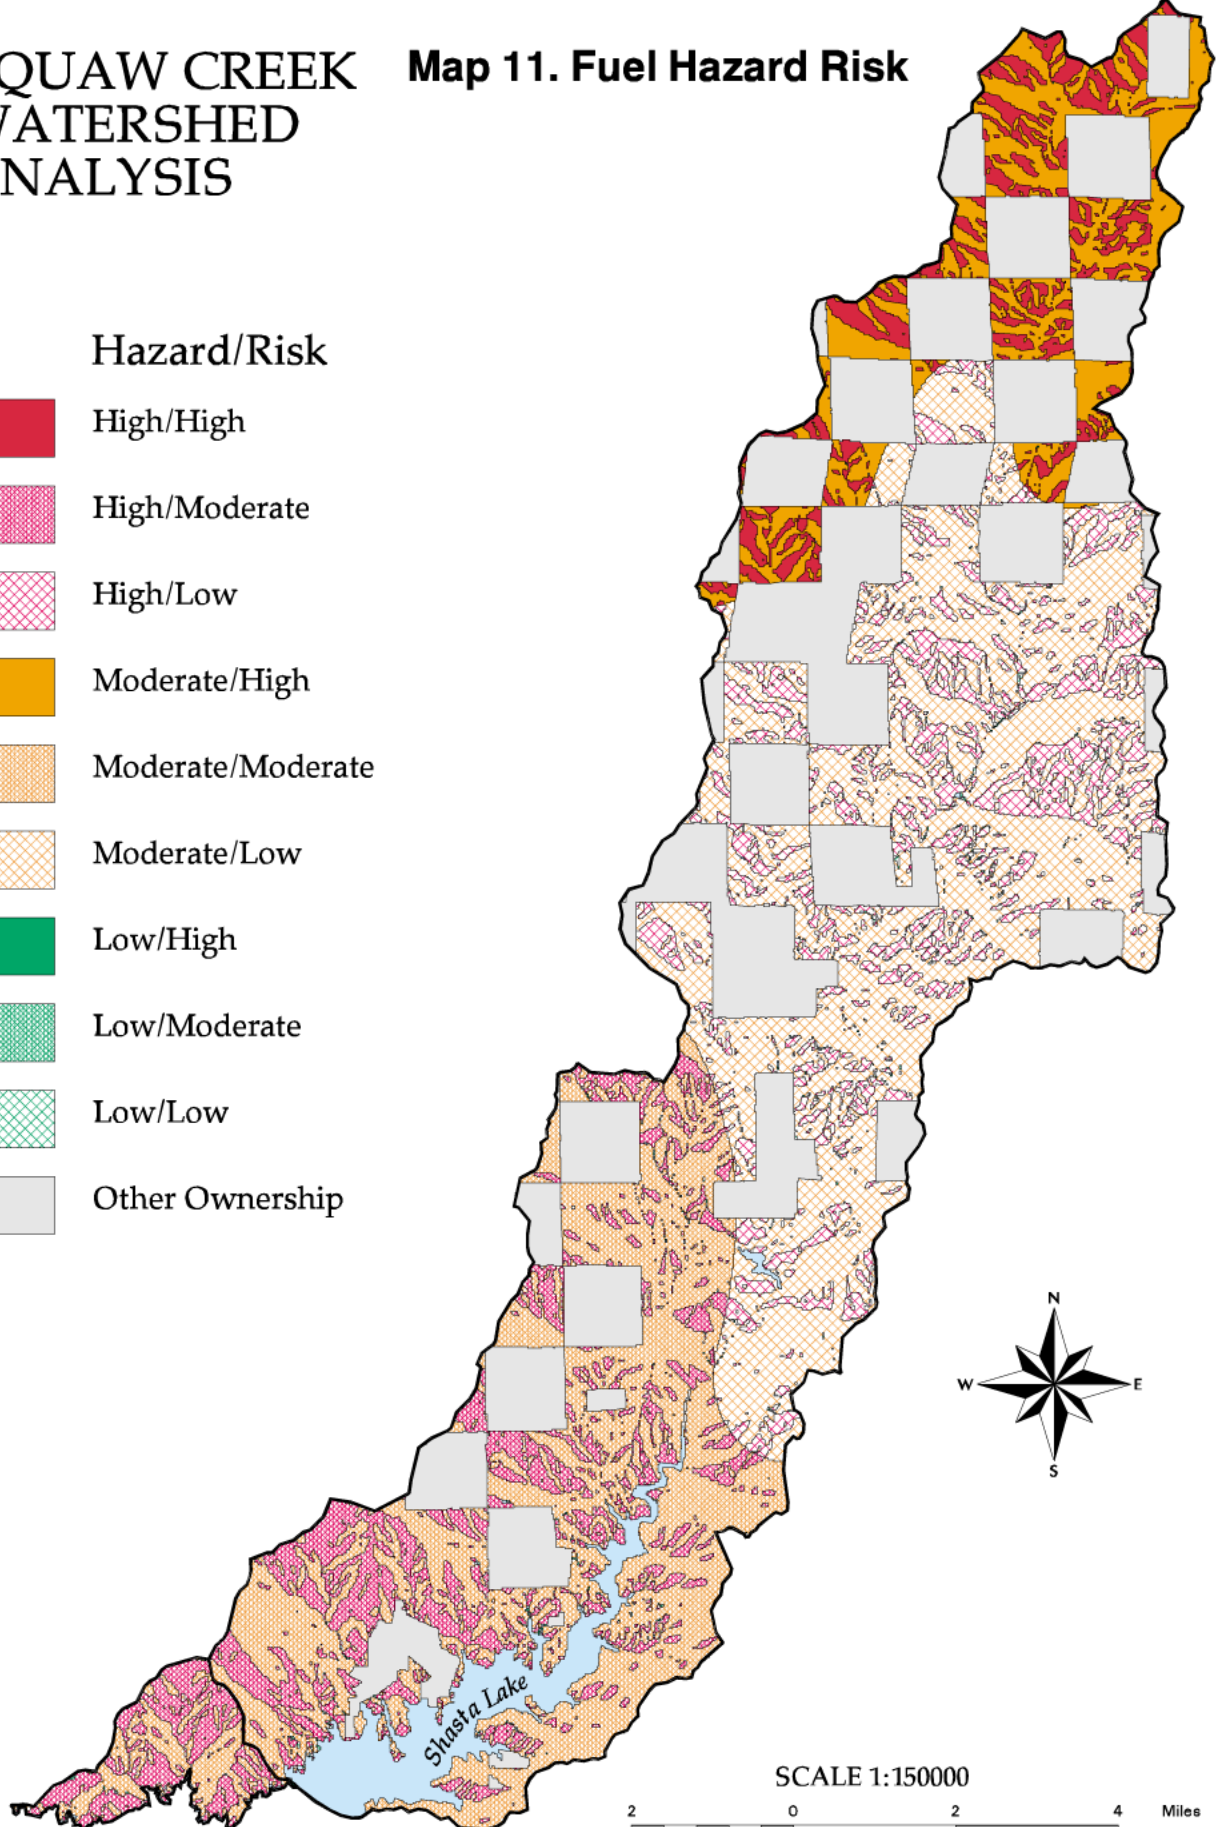 QUAW CREEK
WATERSHED
NALYSIS
Map 11. Fuel Hazard Risk
Hazard/Risk
High/High
High/Moderate
High/Low
Moderate/High
Moderate/Moderate
Moderate/Low
Low/High
Low/Moderate
Low/Low
Other Ownership
N
W
E
S
Shasta Lake
SCALE 1:150000
2 0 2 4 Miles